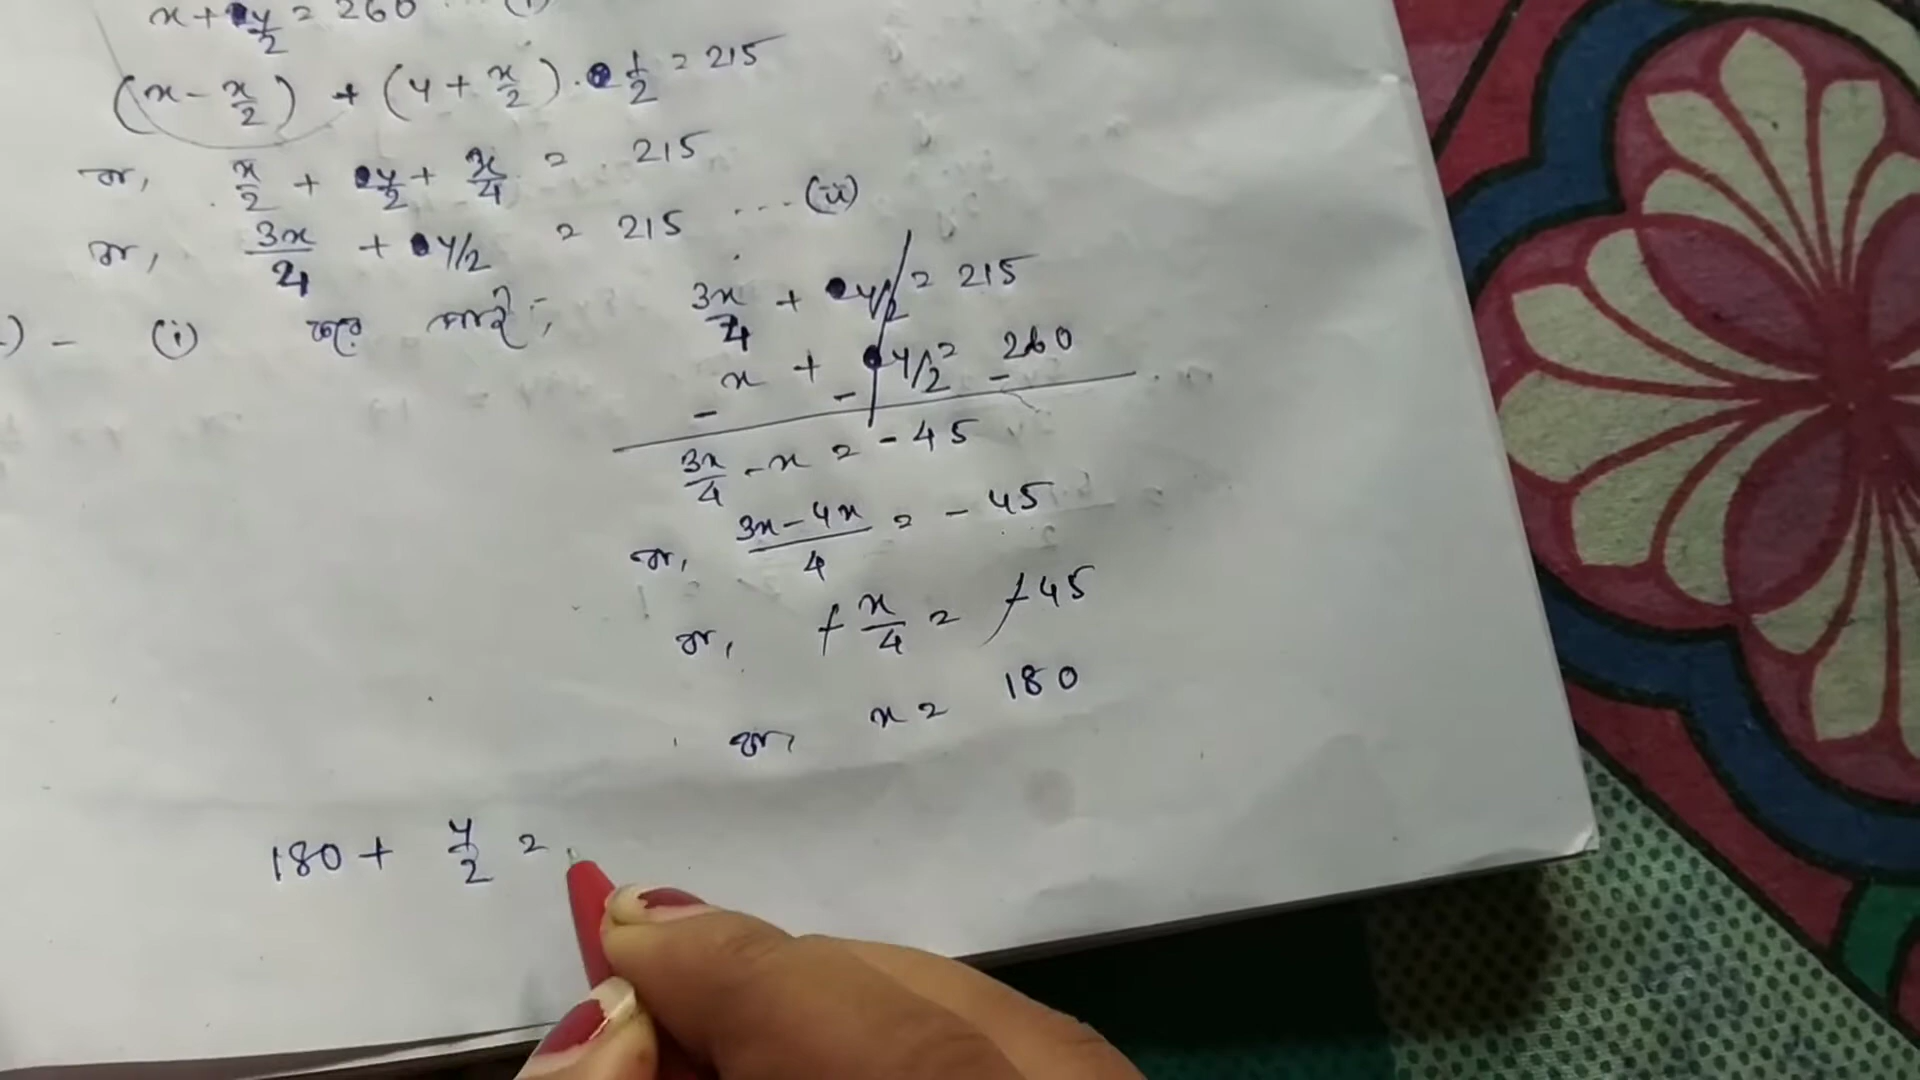 x + y/2 = 260 ... (i)
(x - x/2) + (y + x/2) . 1/2 = 215
বা, x/2 + y/2 + x/4 = 215
বা, 3x/4 + y/2 = 215 ... (ii)
) - (i) করে পাই,
3x/4 + y/2 = 215
x + y/2 = 260
- - -
3x/4 - x = - 45
বা, (3x - 4x)/4 = - 45
বা, - x/4 = - 45
বা, x = 180
180 + y/2 =